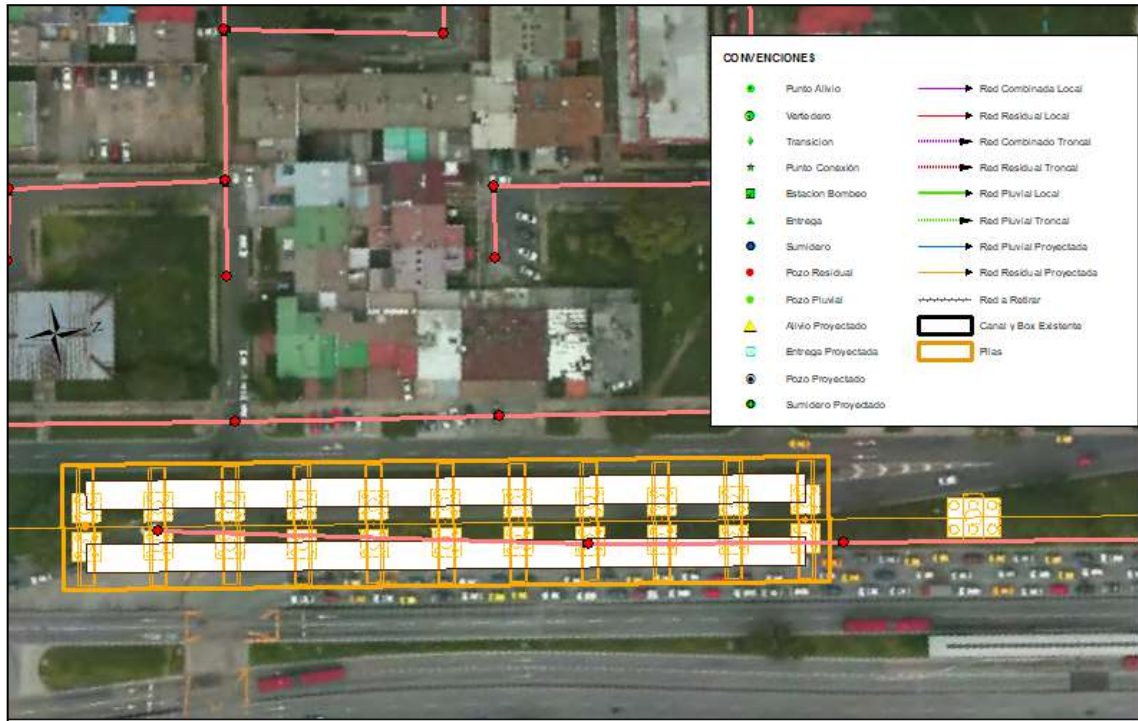 CONVENCIONES
Punto Alivio
Vertedero
Transicion
Punto Conexión
Estacion Bombeo
Entrega
Sumidero
Pozo Residual
Pozo Pluvial
Alivio Proyectado
Entrega Proyectada
Pozo Proyectado
Sumidero Proyectado
Red Combinada Local
Red Residual Local
Red Combinado Troncal
Red Residual Troncal
Red Pluvial Local
Red Pluvial Troncal
Red Pluvial Proyectada
Red Residual Proyectada
Red a Retirar
Canal y Box Existente
Pilas